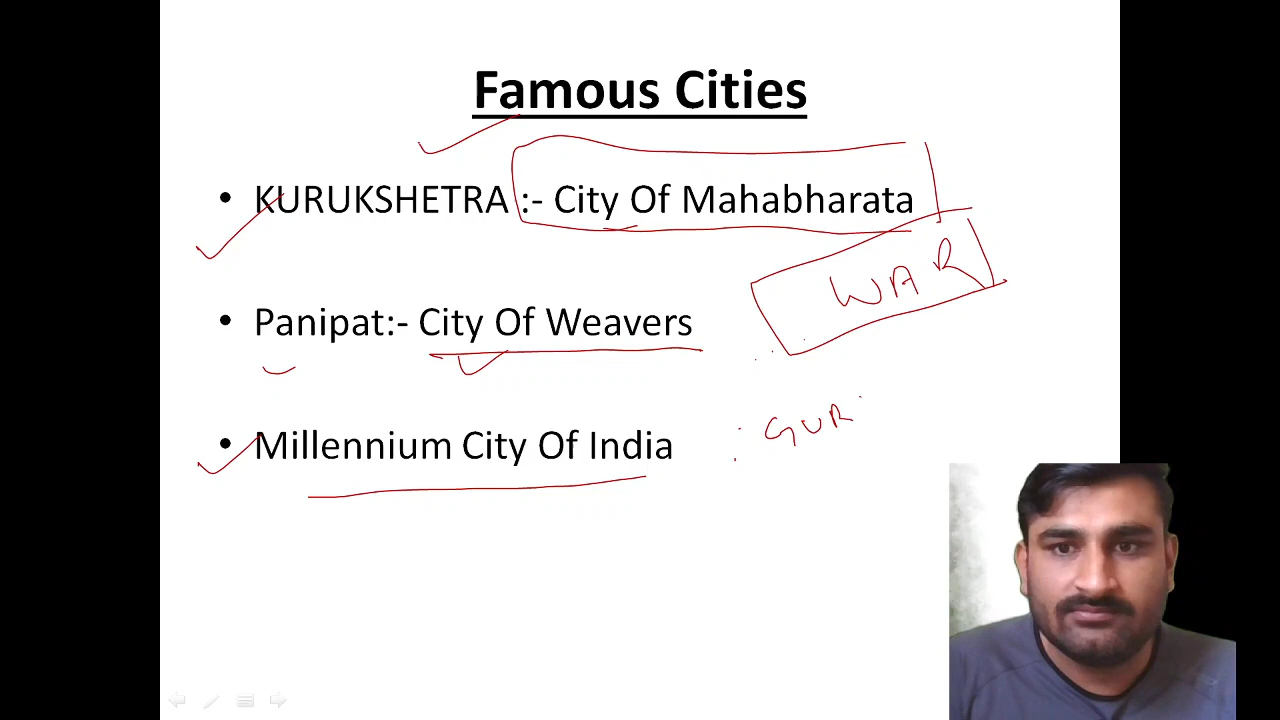 Famous Cities
• KURUKSHETRA :- City Of Mahabharata
WAR
• Panipat:- City Of Weavers
• Millennium City Of India : GUR